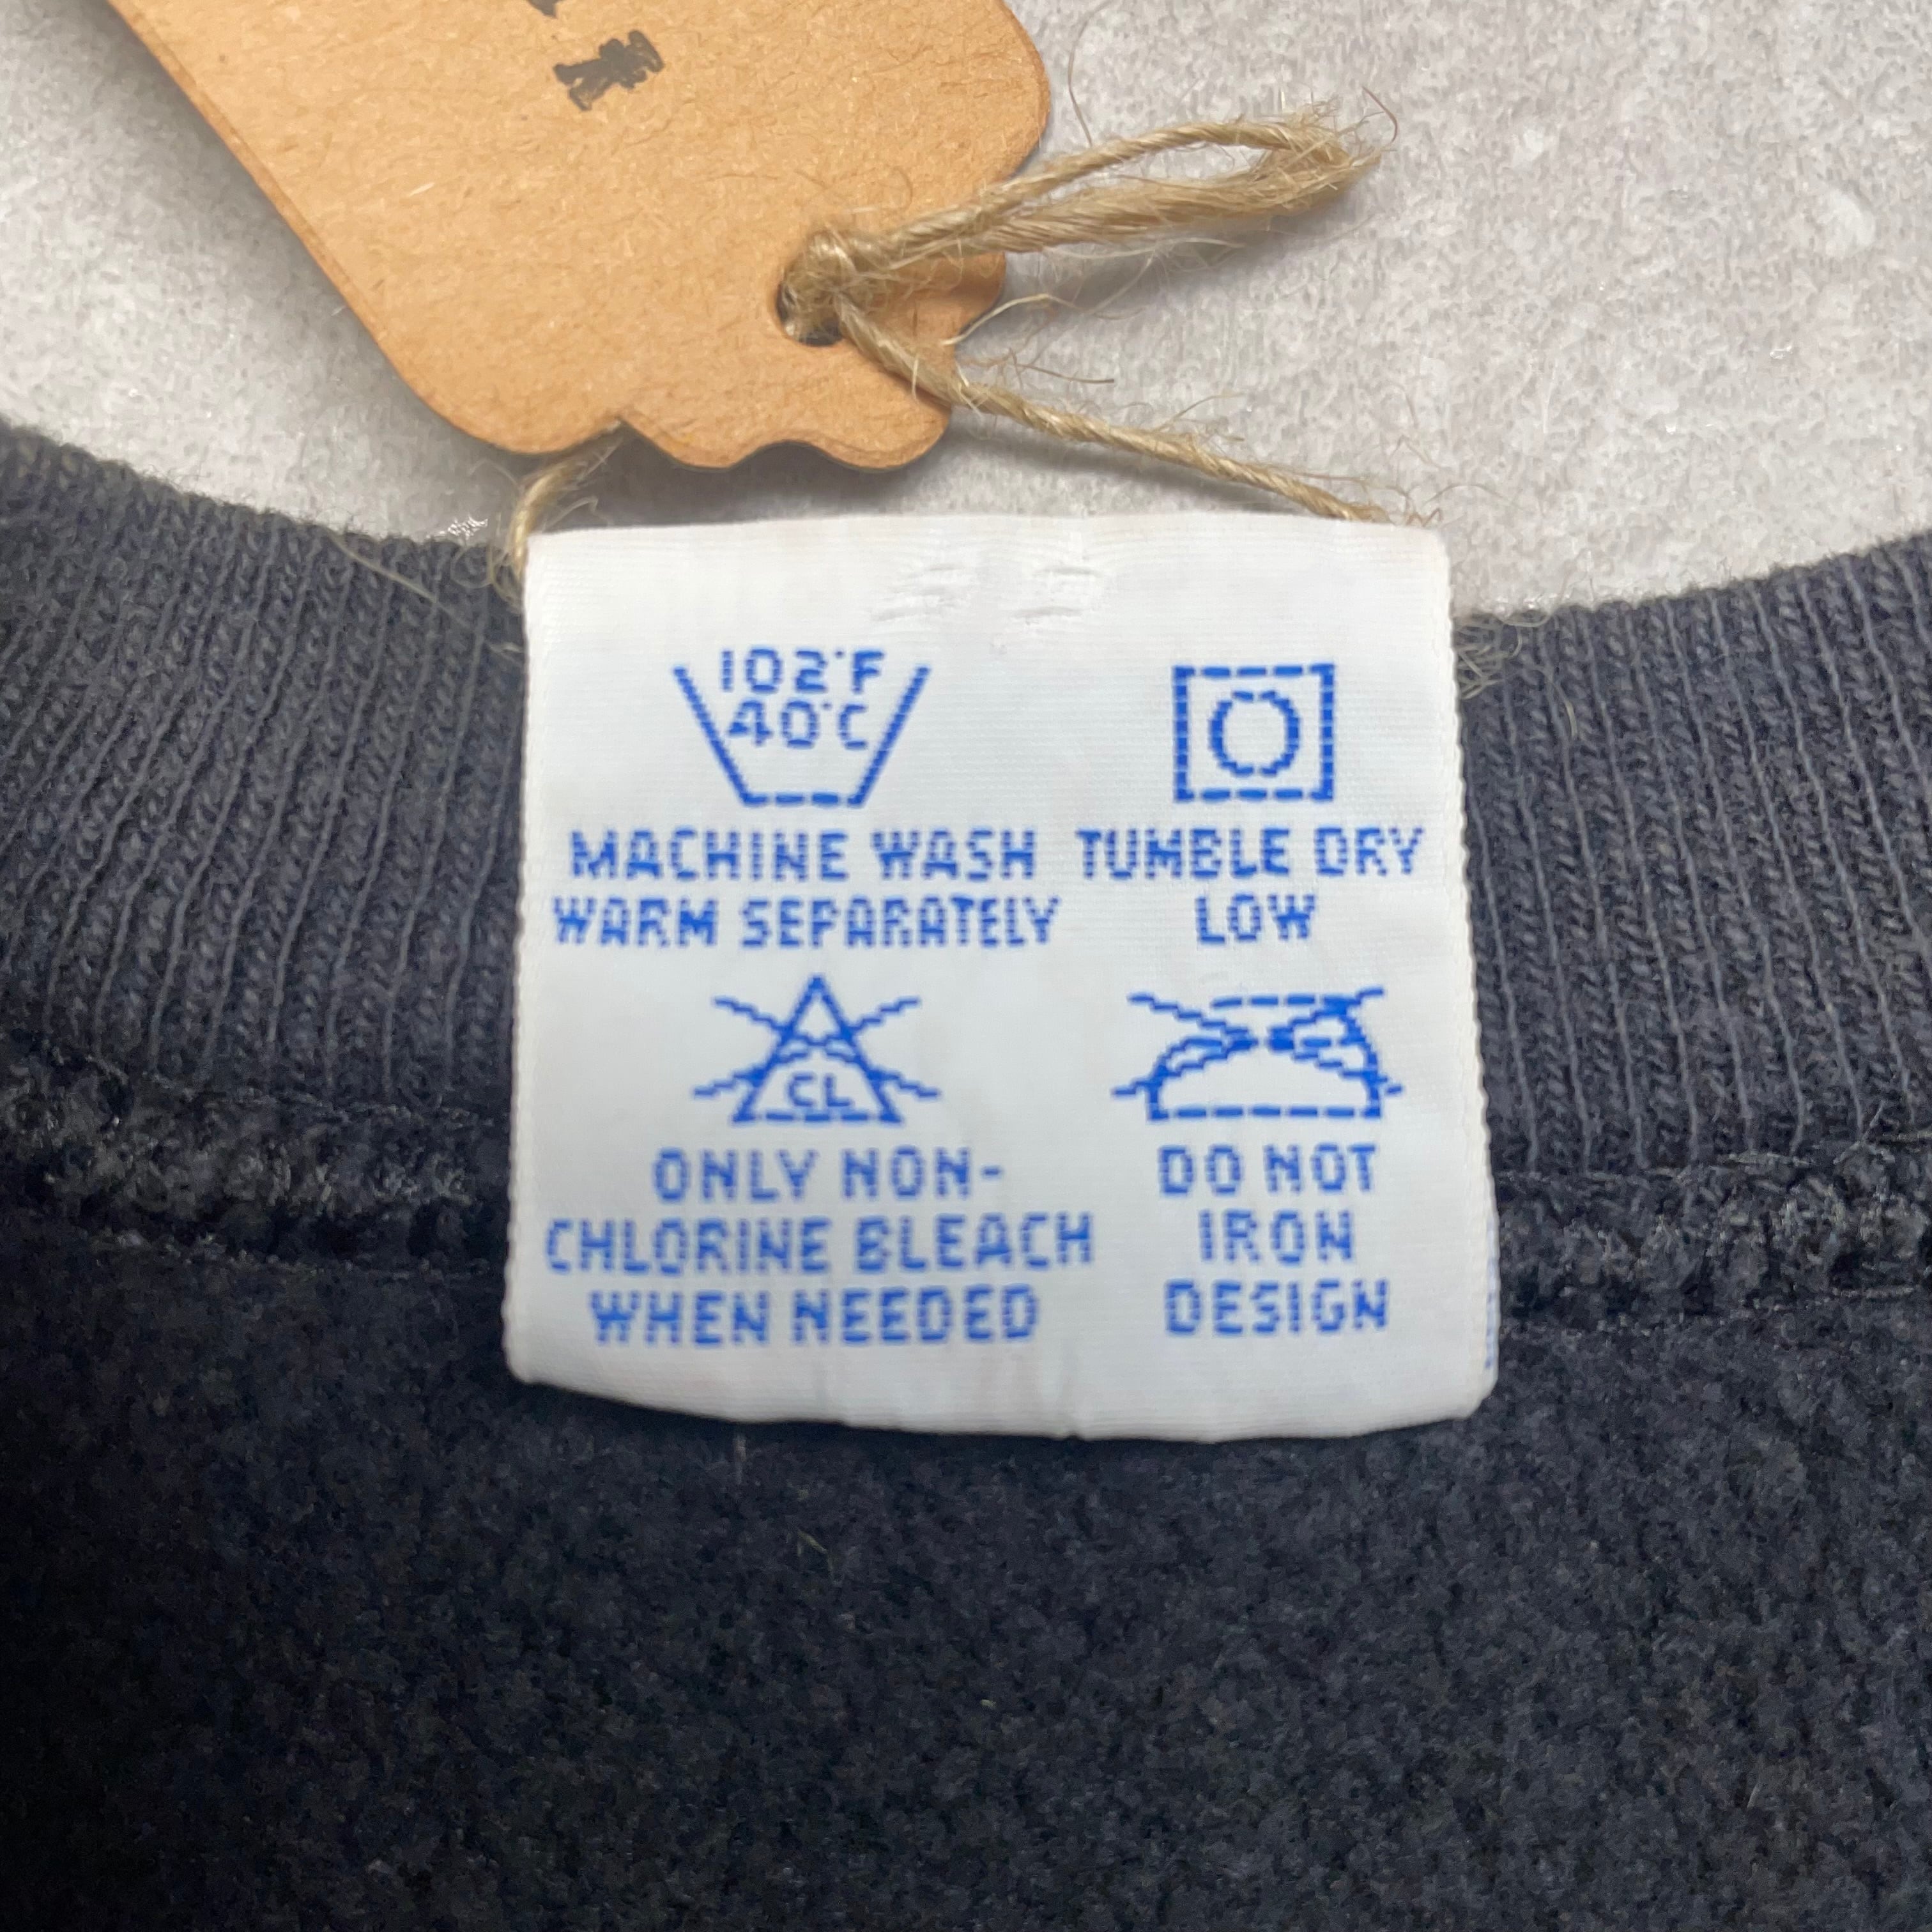 102°F
40°C
MACHINE WASH
WARM SEPARATELY
TUMBLE DRY
LOW
CL
ONLY NON-
CHLORINE BLEACH
WHEN NEEDED
DO NOT
IRON
DESIGN